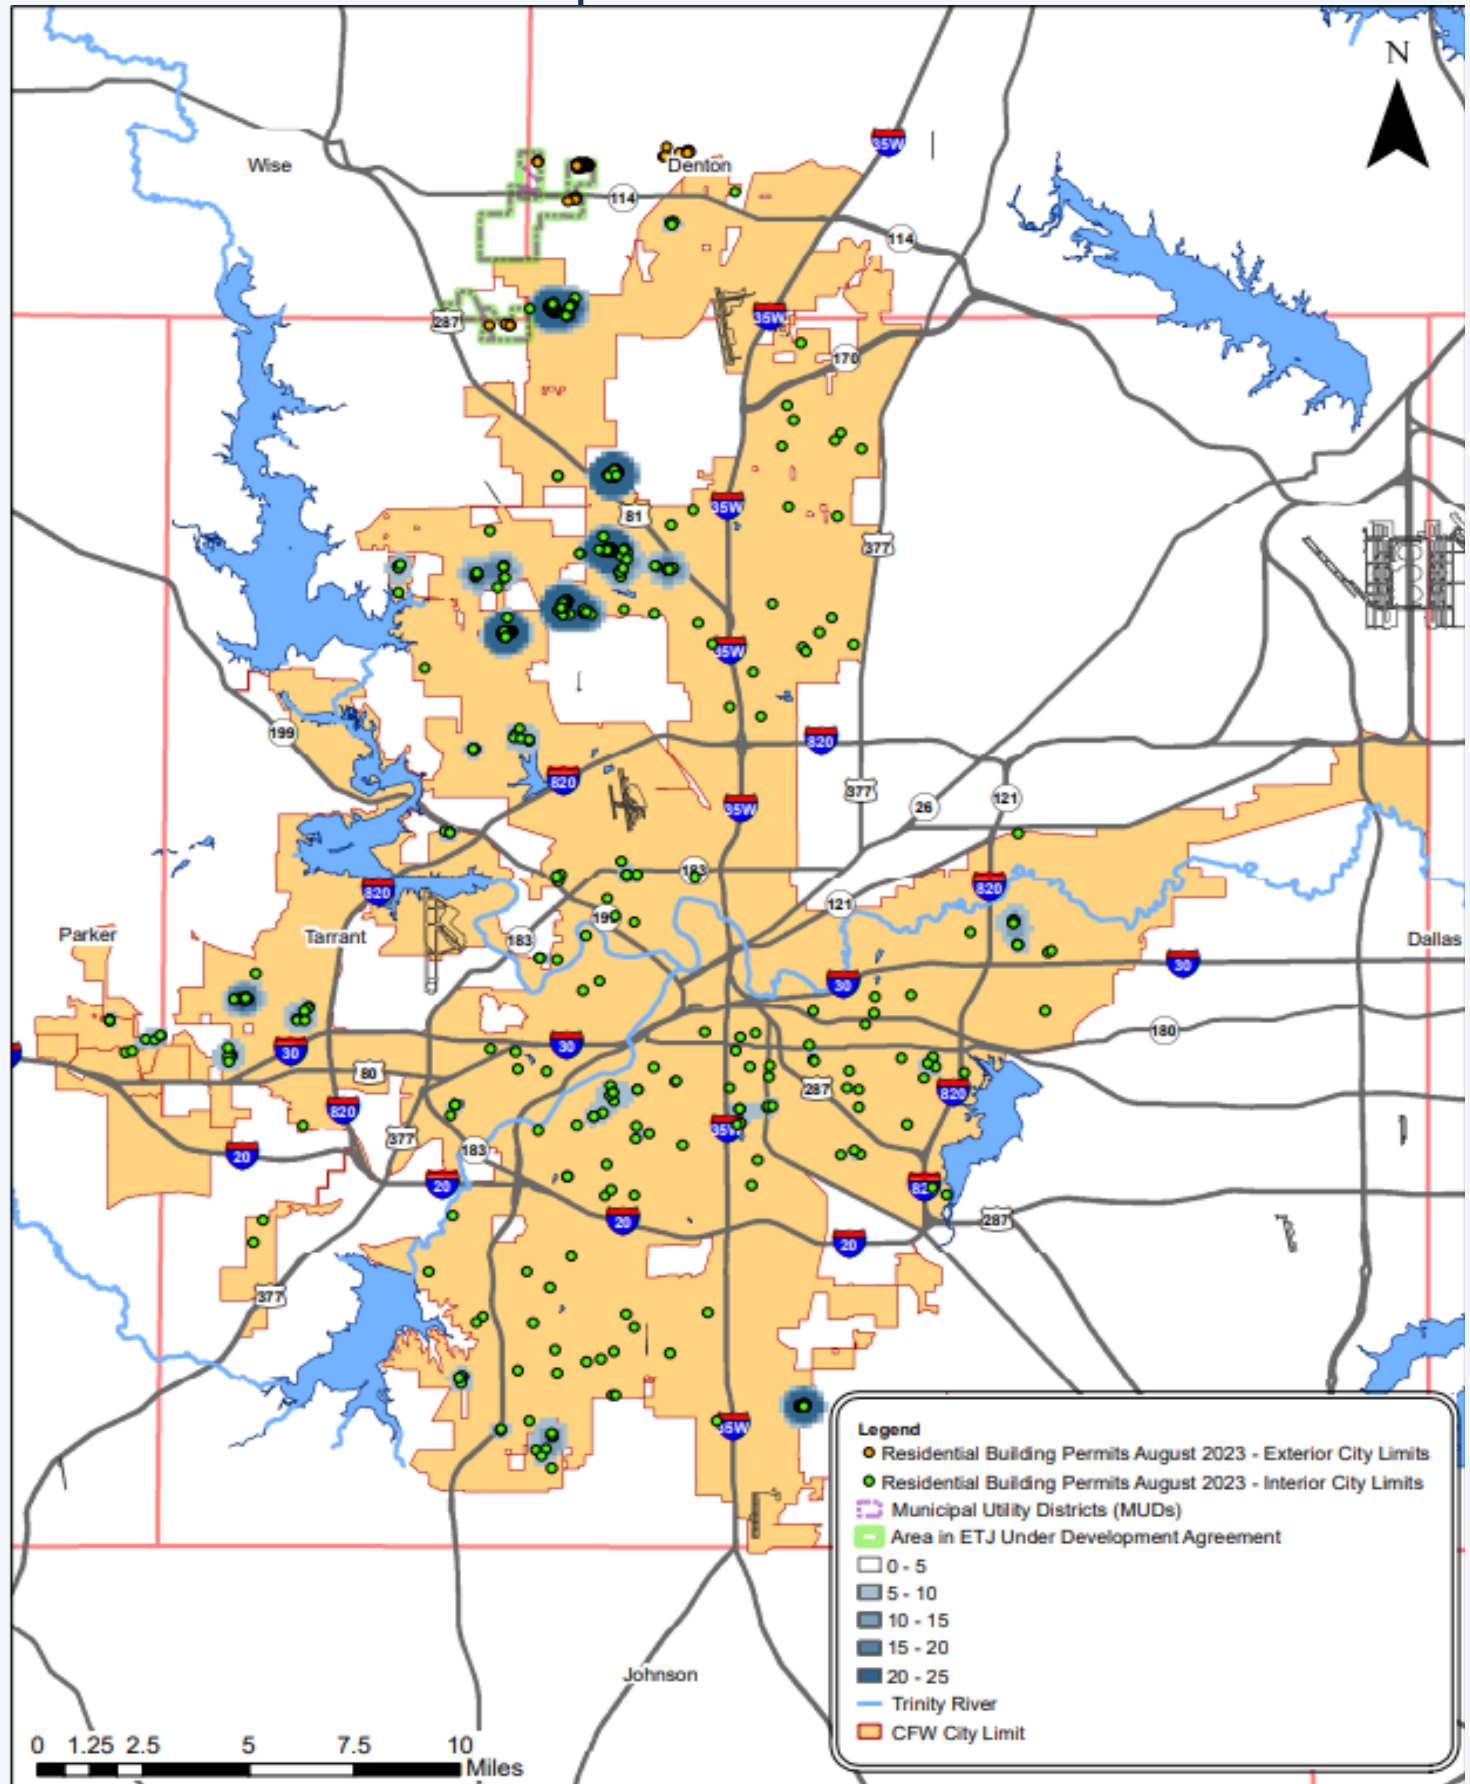 N
Wise
Denton
35W
114
114
287
35W
170
81
35W
377
35W
199
820
820
377
26
121
35W
183
820
820
121
199
183
Parker
Tarrant
Dallas
30
30
180
30
30
80
287
820
820
377
35W
183
20
20
820
20
287
20
377
35W
Legend
Residential Building Permits August 2023 - Exterior City Limits
Residential Building Permits August 2023 - Interior City Limits
Municipal Utility Districts (MUDs)
Area in ETJ Under Development Agreement
0 - 5
5 - 10
10 - 15
15 - 20
20 - 25
Trinity River
CFW City Limit
Johnson
0 1.25 2.5 5 7.5 10
Miles